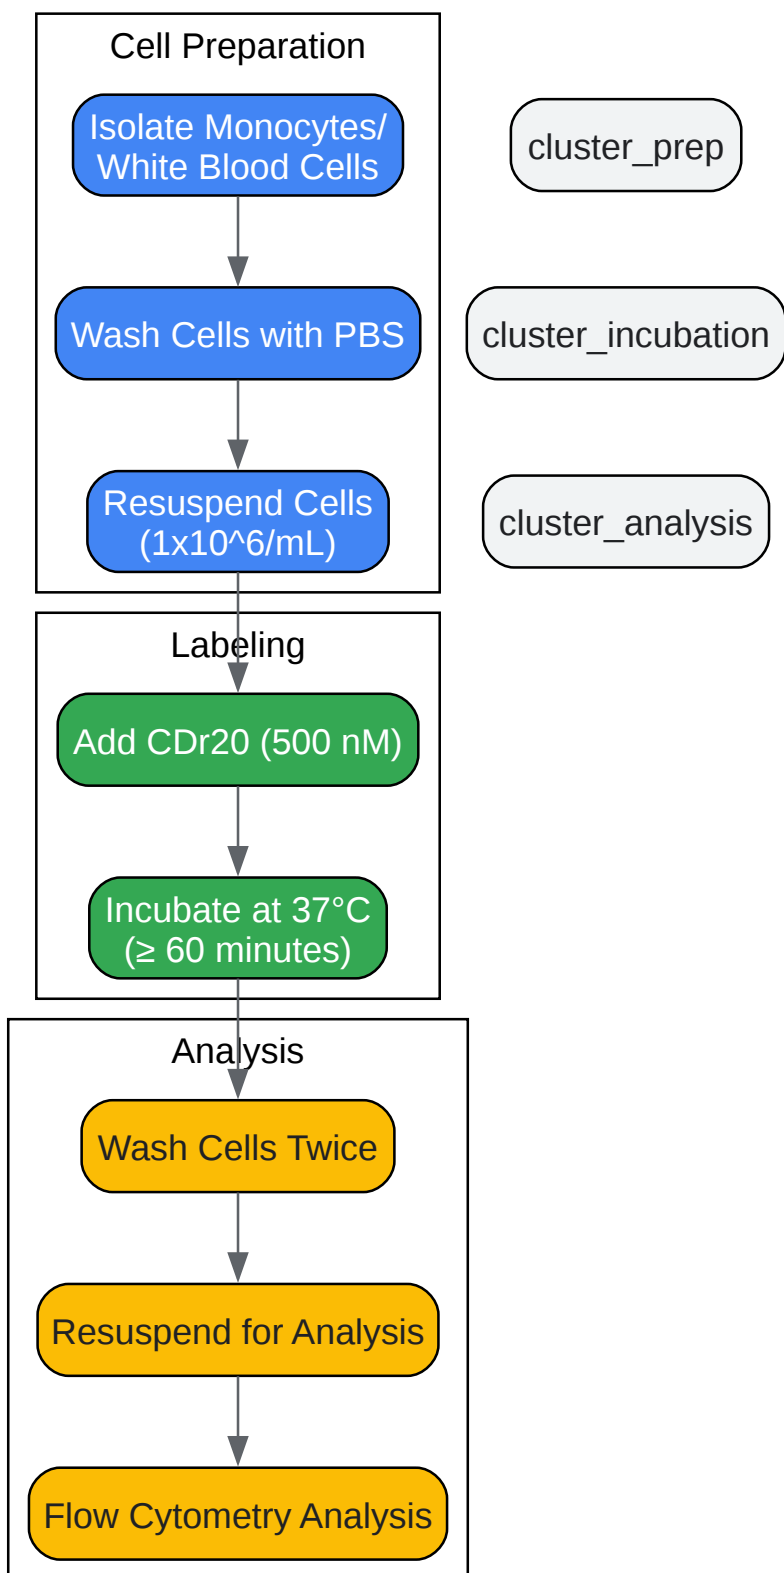 Cell Preparation
Isolate Monocytes/
White Blood Cells
cluster_prep
Wash Cells with PBS
cluster_incubation
Resuspend Cells
(1x10^6/mL)
cluster_analysis
Labeling
Add CDr20 (500 nM)
Incubate at 37°C
(≥ 60 minutes)
Analysis
Wash Cells Twice
Resuspend for Analysis
Flow Cytometry Analysis